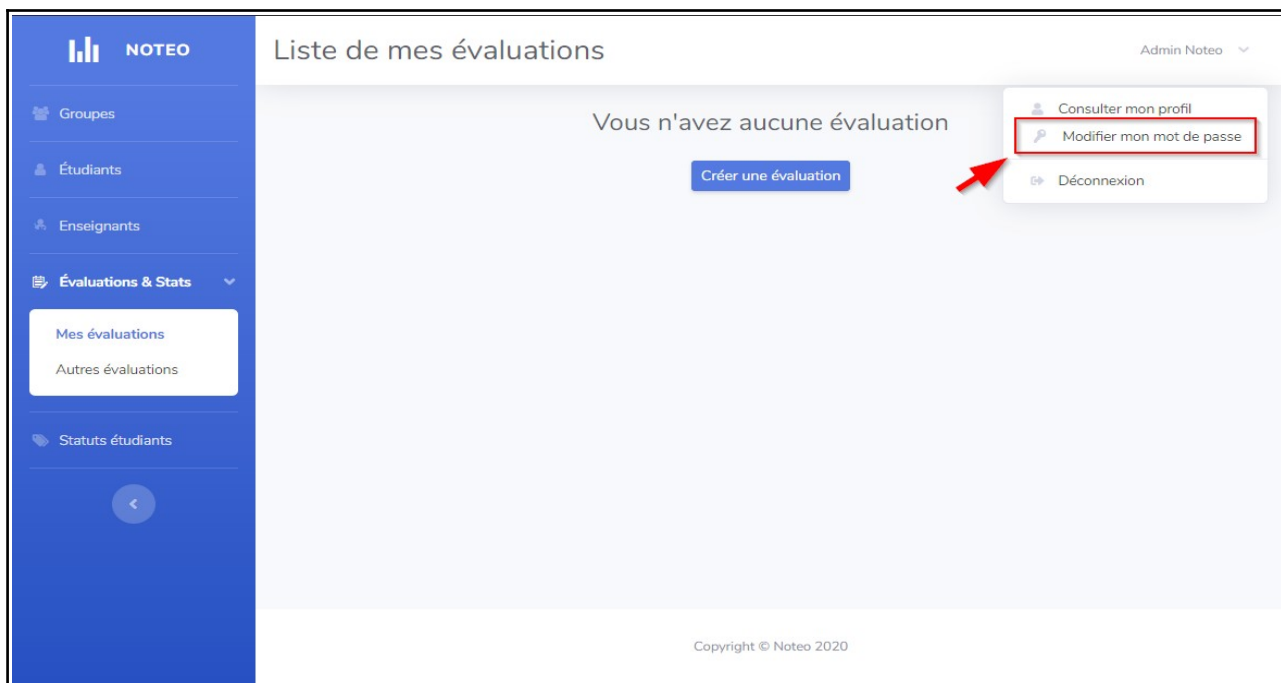 NOTEO
Liste de mes évaluations
Admin Noteo
Groupes
Étudiants
Enseignants
Évaluations & Stats
Mes évaluations
Autres évaluations
Statuts étudiants
Vous n'avez aucune évaluation
Créer une évaluation
Consulter mon profil
Modifier mon mot de passe
Déconnexion
Copyright © Noteo 2020